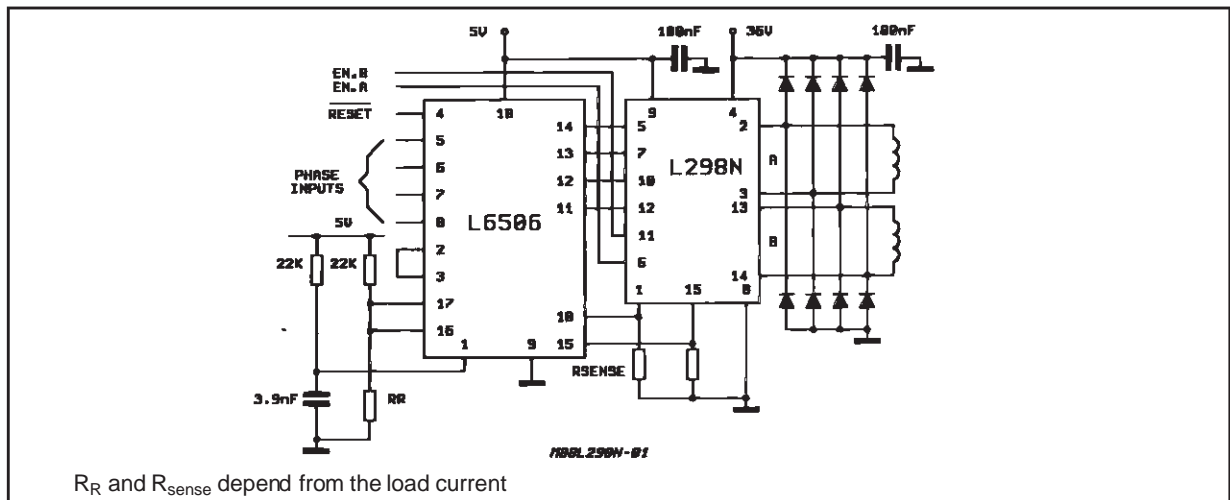 5V
100nF
36V
100nF
EN.B
EN.A
RESET
4
18
9
4
5
14
5
2
PHASE
INPUTS
6
13
7
A
L298N
7
12
10
3
8
11
12
13
L6506
5V
2
11
B
22K
22K
3
6
14
17
1
15
8
16
10
1
9
15
RSENSE
3.9nF
RR
M88L298N-01
RR and Rsense depend from the load current